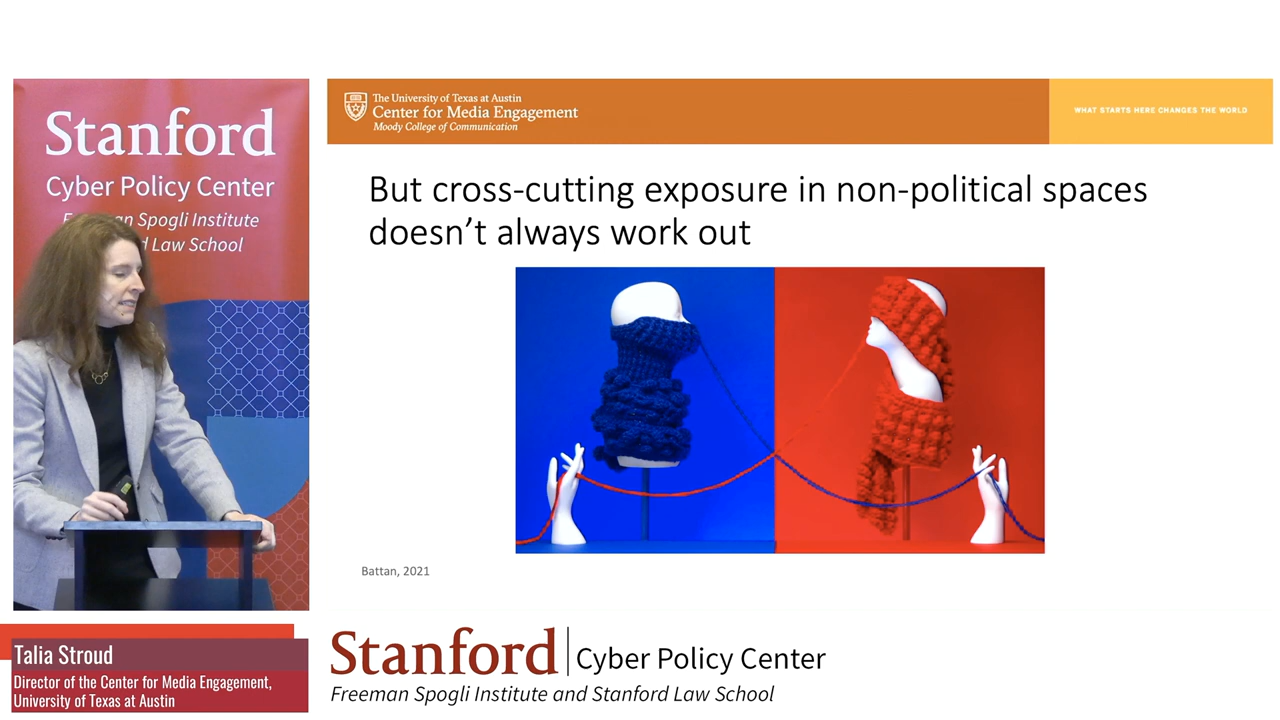 Stanford
Cyber Policy Center
an Spogli Institute
d Law School
The University of Texas at Austin
Center for Media Engagement
Moody College of Communication
WHAT STARTS HERE CHANGES THE WORLD
But cross-cutting exposure in non-political spaces
doesn’t always work out
Battan, 2021
Talia Stroud
Director of the Center for Media Engagement,
University of Texas at Austin
Stanford
Cyber Policy Center
Freeman Spogli Institute and Stanford Law School